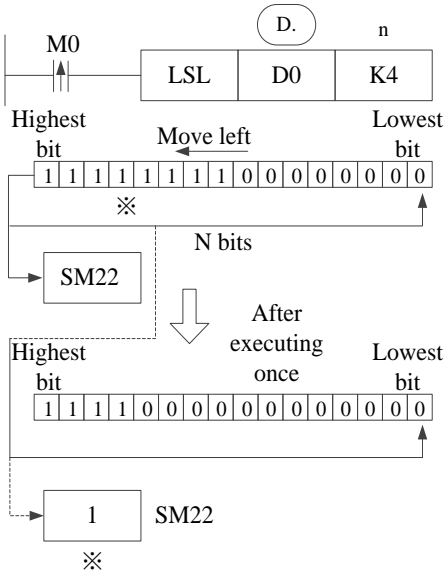 D. n
M0
LSL D0 K4
Highest bit Move left Lowest bit
1 1 1 1 1 1 1 1 0 0 0 0 0 0 0 0
※
N bits
SM22
After executing once
Highest bit Lowest bit
1 1 1 1 0 0 0 0 0 0 0 0 0 0 0 0
1 SM22
※